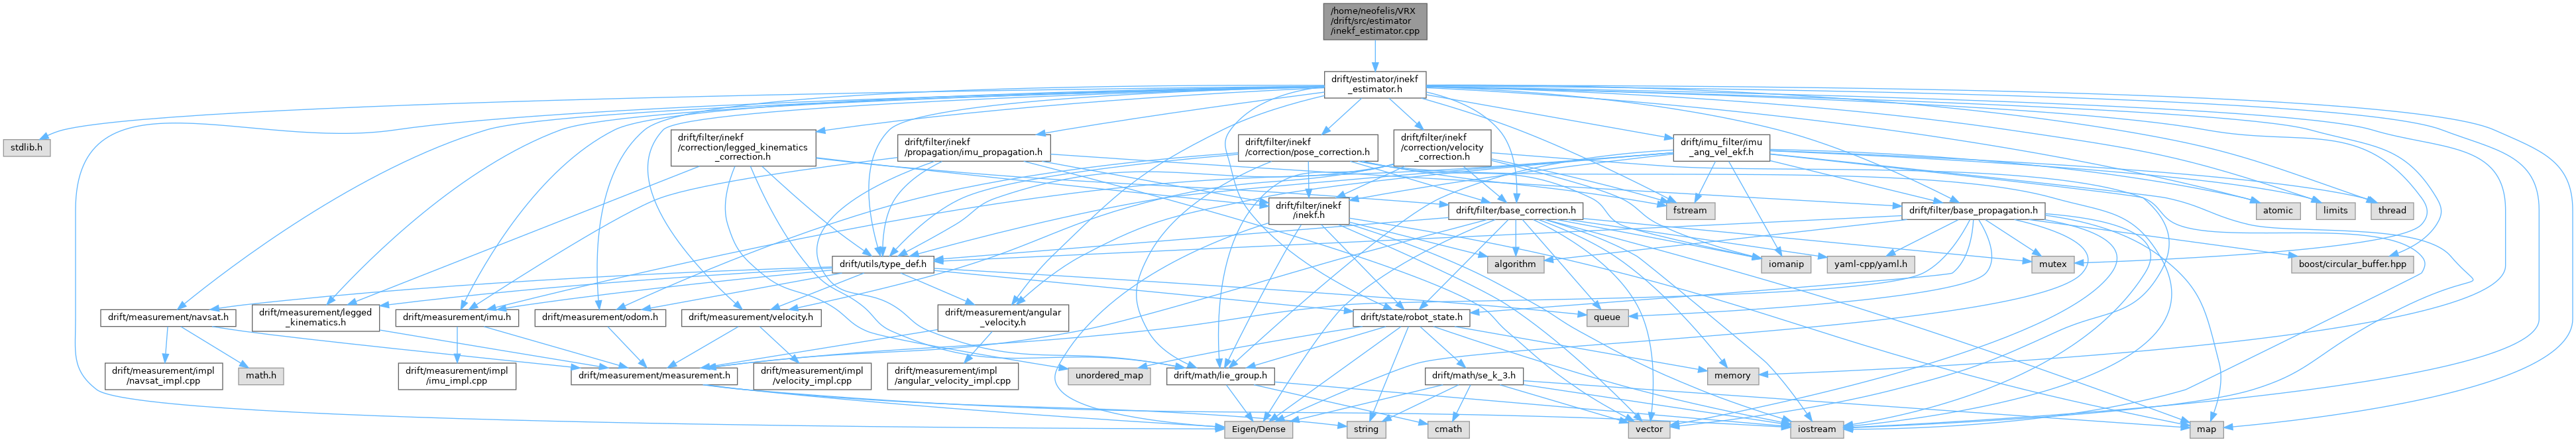 /home/neofelis/VRX
/drift/src/estimator
/inekf_estimator.cpp
drift/estimator/inekf
_estimator.h
stdlib.h
drift/filter/inekf
/correction/legged_kinematics
_correction.h
drift/filter/inekf
/propagation/imu_propagation.h
drift/filter/inekf
/correction/pose_correction.h
drift/filter/inekf
/correction/velocity
_correction.h
drift/imu_filter/imu
_ang_vel_ekf.h
drift/filter/inekf
/inekf.h
drift/filter/base_correction.h
fstream
drift/filter/base_propagation.h
atomic
limits
thread
drift/utils/type_def.h
algorithm
iomanip
yaml-cpp/yaml.h
mutex
boost/circular_buffer.hpp
drift/measurement/navsat.h
drift/measurement/legged
_kinematics.h
drift/measurement/imu.h
drift/measurement/odom.h
drift/measurement/velocity.h
drift/measurement/angular
_velocity.h
drift/state/robot_state.h
queue
drift/measurement/impl
/navsat_impl.cpp
math.h
drift/measurement/impl
/imu_impl.cpp
drift/measurement/measurement.h
drift/measurement/impl
/velocity_impl.cpp
drift/measurement/impl
/angular_velocity_impl.cpp
unordered_map
drift/math/lie_group.h
drift/math/se_k_3.h
memory
Eigen/Dense
string
cmath
vector
iostream
map